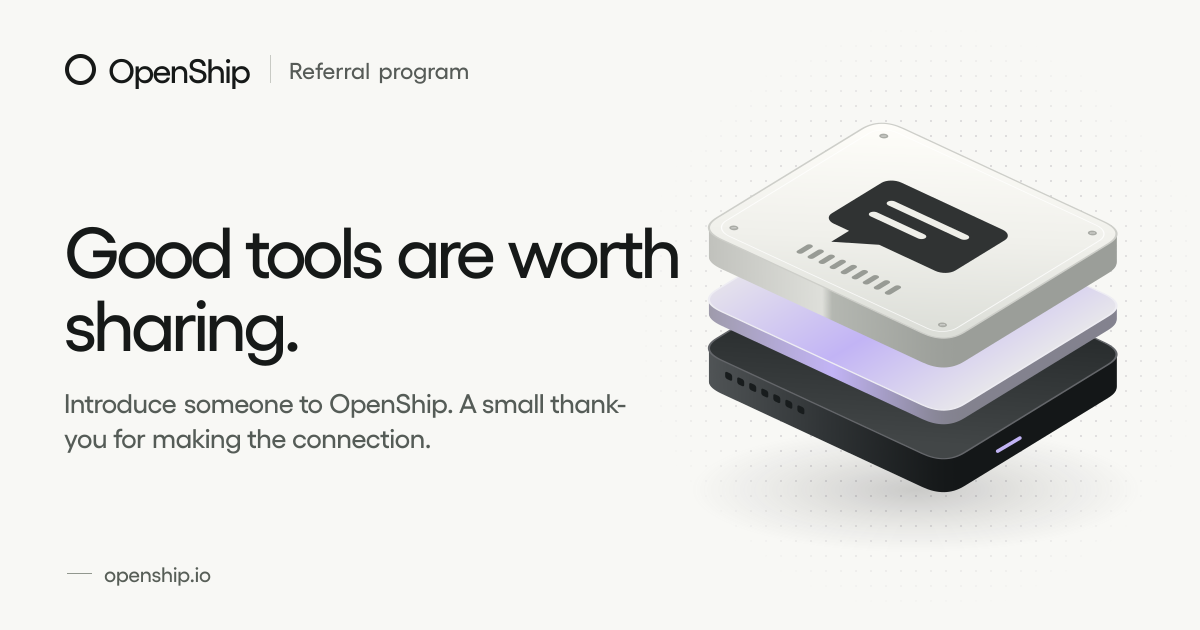 OpenShip
Referral program
Good tools are worth
sharing.
Introduce someone to OpenShip. A small thank-
you for making the connection.
openship.io